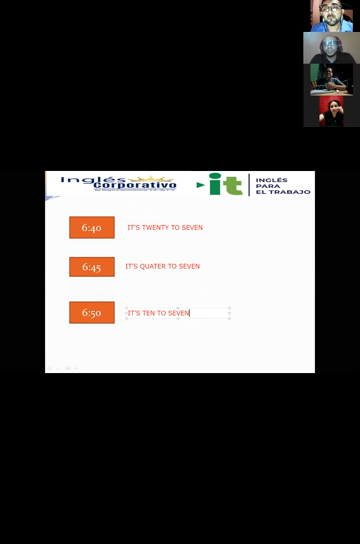 Inglés
Corporativo
it
INGLÉS
PARA
EL TRABAJO
6:40
IT'S TWENTY TO SEVEN
6:45
IT'S QUATER TO SEVEN
6:50
IT'S TEN TO SEVEN